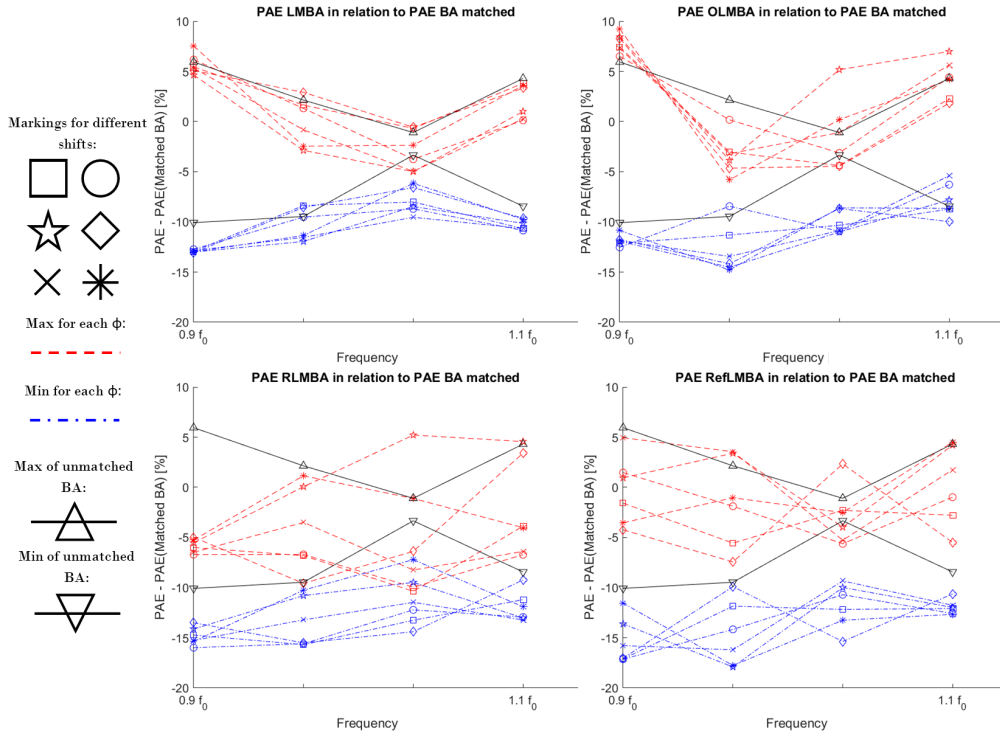 Markings for different
shifts:
Max for each ϕ:
Min for each ϕ:
Max of unmatched
BA:
Min of unmatched
BA:
PAE LMBA in relation to PAE BA matched
PAE - PAE(Matched BA) [%]
10
5
0
-5
-10
-15
-20
0.9 f0
1.1 f0
Frequency
PAE OLMBA in relation to PAE BA matched
PAE - PAE(Matched BA) [%]
10
5
0
-5
-10
-15
-20
0.9 f0
1.1 f0
Frequency
PAE RLMBA in relation to PAE BA matched
PAE - PAE(Matched BA) [%]
10
5
0
-5
-10
-15
-20
0.9 f0
1.1 f0
Frequency
PAE RefLMBA in relation to PAE BA matched
PAE - PAE(Matched BA) [%]
10
5
0
-5
-10
-15
-20
0.9 f0
1.1 f0
Frequency